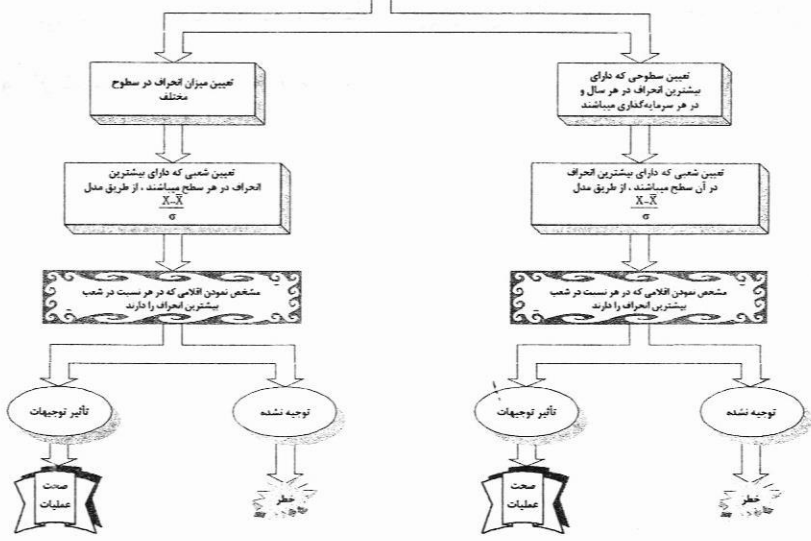 تعیین سطوحی که دارای
بیشترین انحراف در هر سال و
در هر سرمایه‌گذاری میباشند
تعیین میزان انحراف در سطوح
مختلف
تعیین شعبی که دارای بیشترین انحراف
در آن سطح میباشند ، از طریق مدل
X-X̄
σ
تعیین شعبی که دارای بیشترین
انحراف در هر سطح میباشند ، از طریق مدل
X-X̄
σ
مشخص نمودن اقلامی که در هر نسبت در شعب
بیشترین انحراف را دارند
مشخص نمودن اقلامی که در هر نسبت در شعب
بیشترین انحراف را دارند
توجیه نشده
تأثیر توجیهات
توجیه نشده
تأثیر توجیهات
خطر
صحت
عملیات
خطر
صحت
عملیات